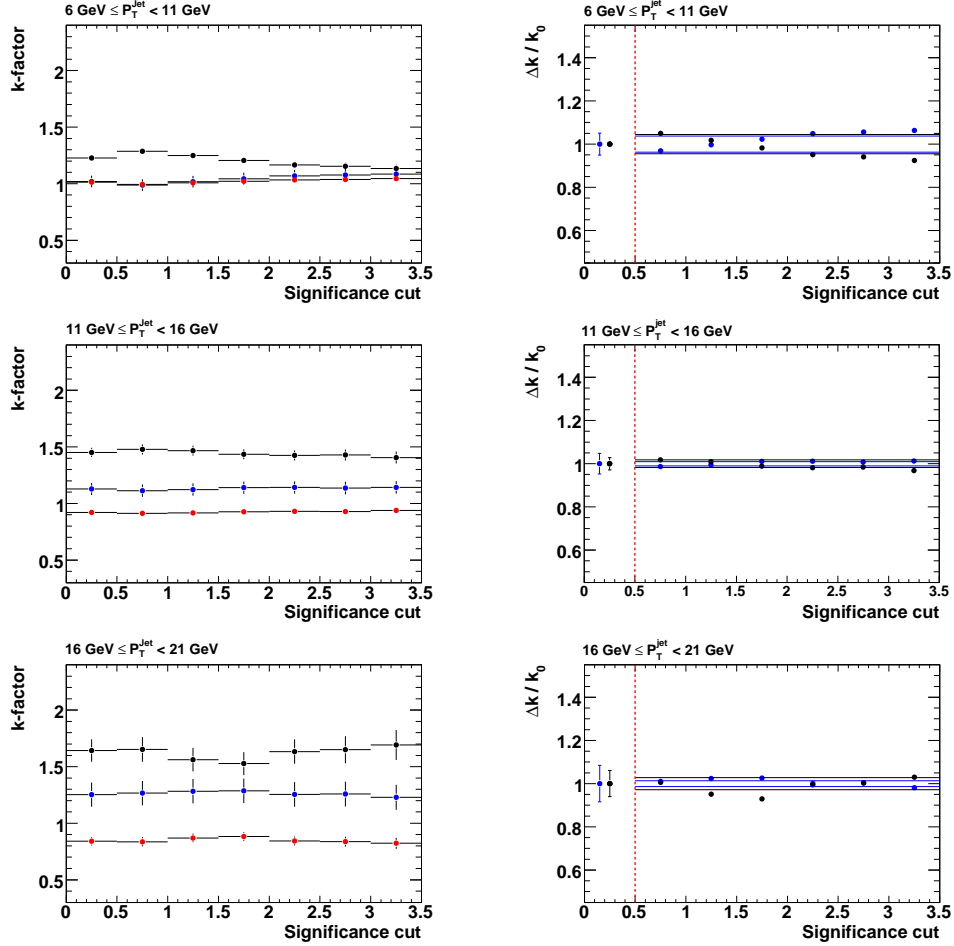 6 GeV ≤ P_T^Jet < 11 GeV
k-factor
2
1.5
1
0.5
0 0.5 1 1.5 2 2.5 3 3.5
Significance cut
6 GeV ≤ P_T^jet < 11 GeV
Δk / k_0
1.4
1.2
1
0.8
0.6
0 0.5 1 1.5 2 2.5 3 3.5
Significance cut
11 GeV ≤ P_T^Jet < 16 GeV
k-factor
2
1.5
1
0.5
0 0.5 1 1.5 2 2.5 3 3.5
Significance cut
11 GeV ≤ P_T^jet < 16 GeV
Δk / k_0
1.4
1.2
1
0.8
0.6
0 0.5 1 1.5 2 2.5 3 3.5
Significance cut
16 GeV ≤ P_T^Jet < 21 GeV
k-factor
2
1.5
1
0.5
0 0.5 1 1.5 2 2.5 3 3.5
Significance cut
16 GeV ≤ P_T^jet < 21 GeV
Δk / k_0
1.4
1.2
1
0.8
0.6
0 0.5 1 1.5 2 2.5 3 3.5
Significance cut